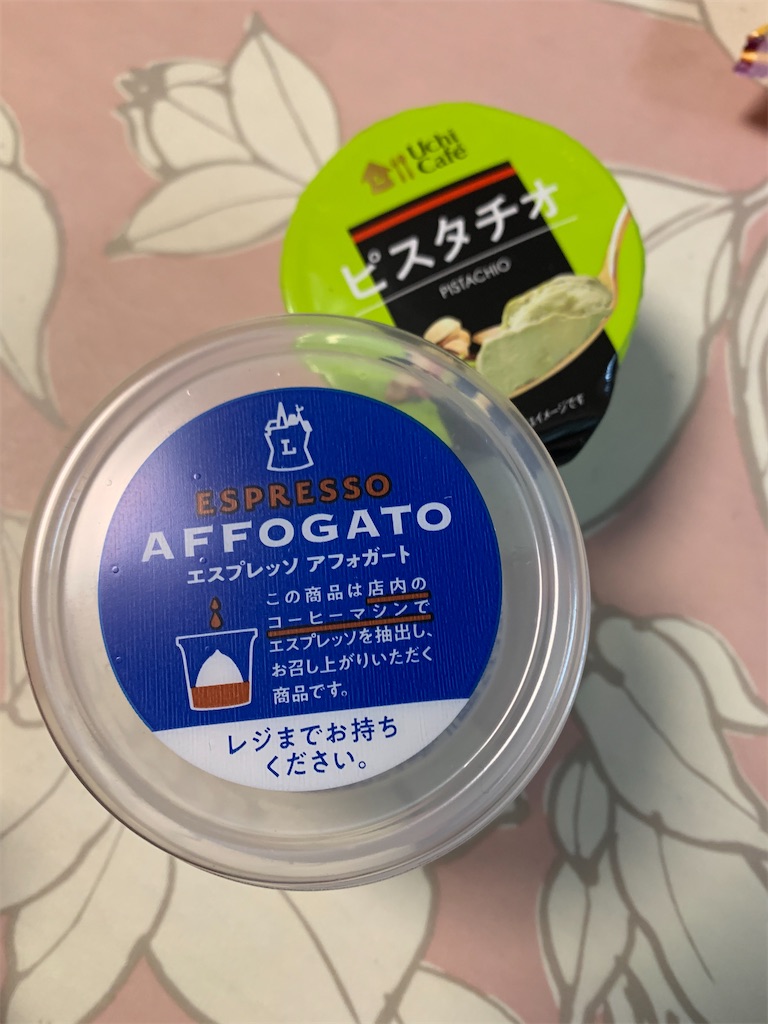 Uchi
Café
ピスタチオ
PISTACHIO
イメージです
L
ESPRESSO
AFFOGATO
エスプレッソ アフォガート
この商品は店内の
コーヒーマシンで
エスプレッソを抽出し、
お召し上がりいただく
商品です。
レジまでお持ち
ください。